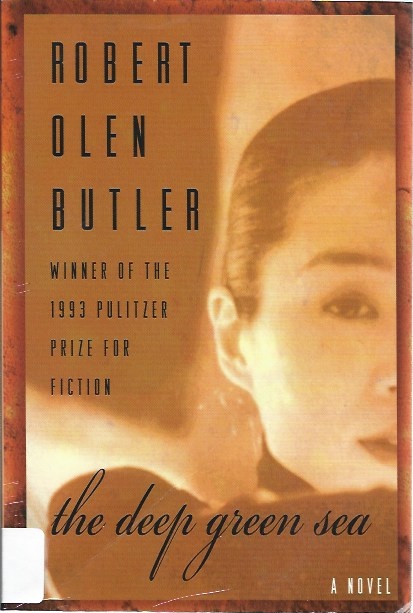 ROBERT
OLEN
BUTLER
WINNER OF THE
1993 PULITZER
PRIZE FOR
FICTION
the deep green sea
A NOVEL